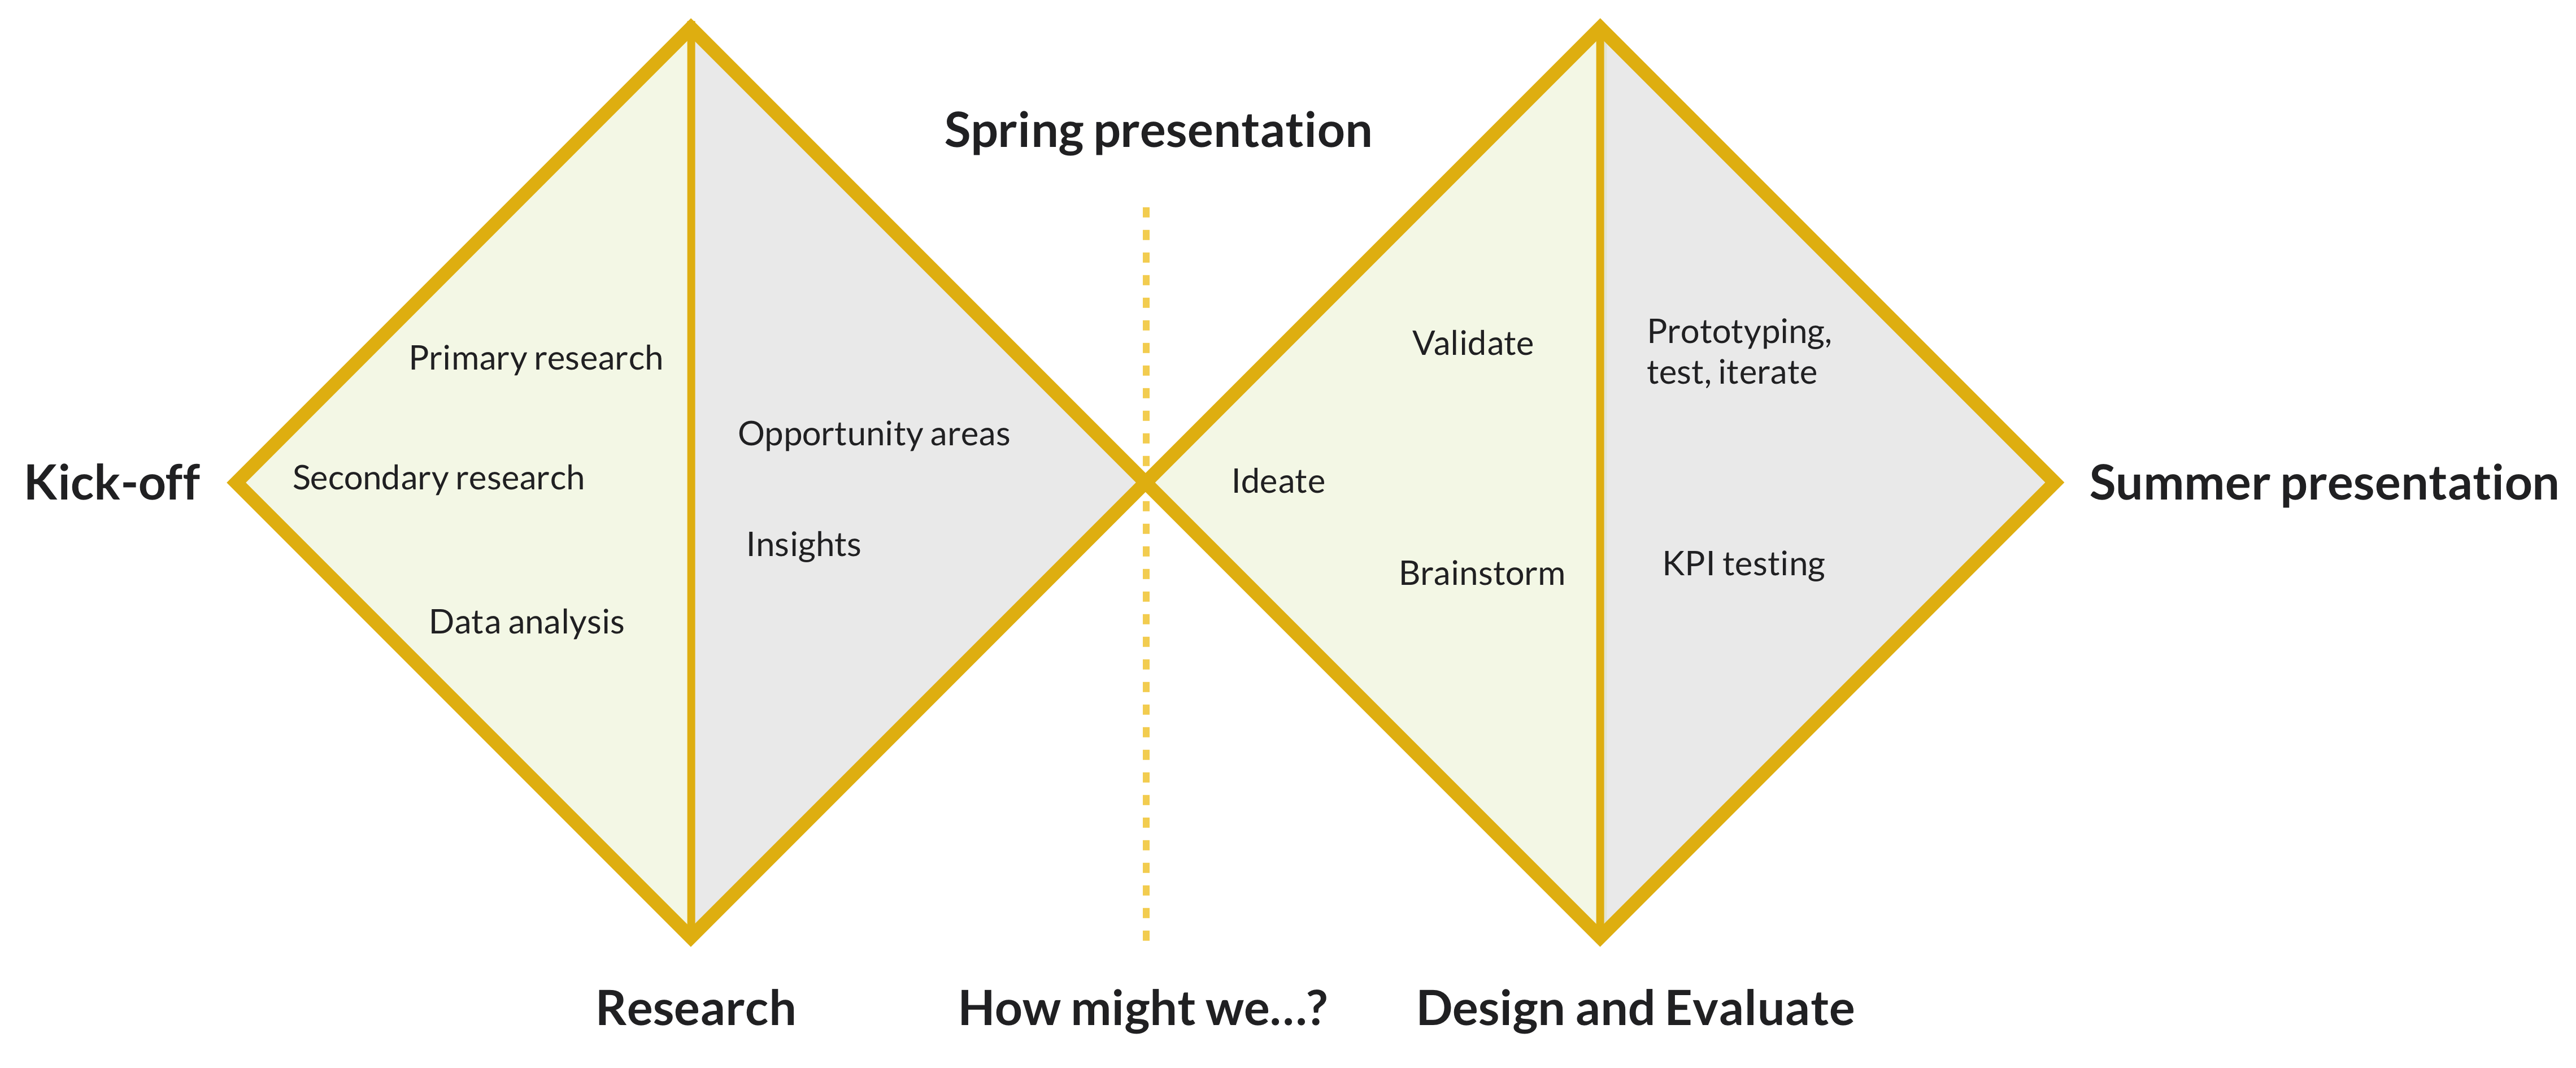 Spring presentation
Kick-off
Primary research
Secondary research
Data analysis
Opportunity areas
Insights
Validate
Ideate
Brainstorm
Prototyping,
test, iterate
KPI testing
Summer presentation
Research
How might we...?
Design and Evaluate